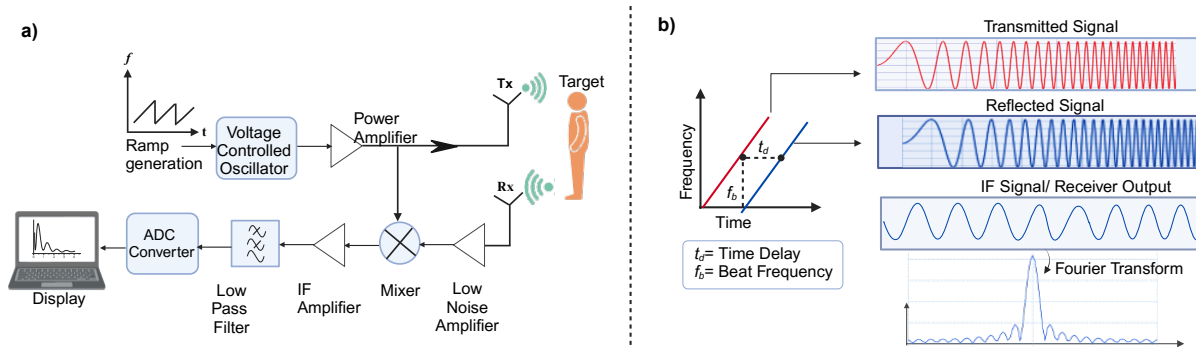 a)
f
t
Ramp
generation
Voltage
Controlled
Oscillator
Power
Amplifier
Tx
Target
Rx
ADC
Converter
Display
Low
Pass
Filter
IF
Amplifier
Mixer
Low
Noise
Amplifier
b)
Transmitted Signal
Reflected Signal
Frequency
td
fb
Time
IF Signal/ Receiver Output
td= Time Delay
fb= Beat Frequency
Fourier Transform